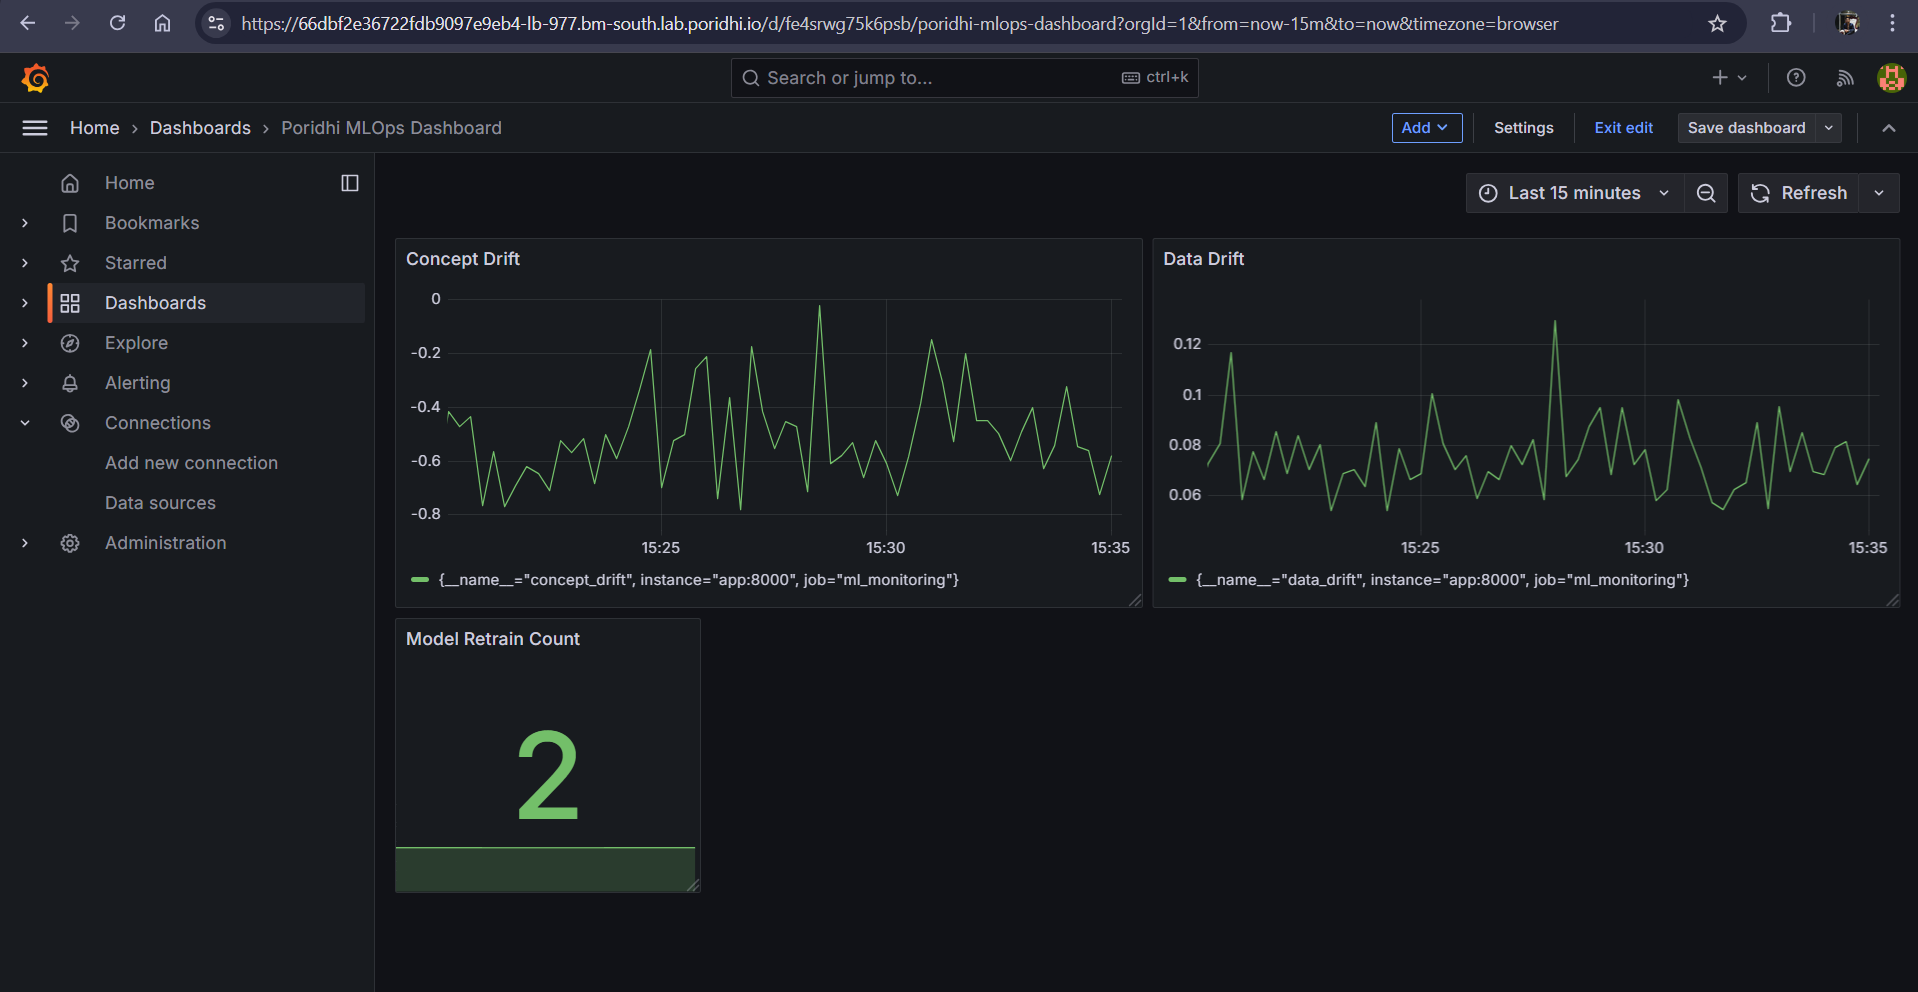 https://66dbf2e36722fdb9097e9eb4-lb-977.bm-south.lab.poridhi.io/d/fe4srwg75k6psb/poridhi-mlops-dashboard?orgId=1&from=now-15m&to=now&timezone=browser
Search or jump to... ctrl+k
Home › Dashboards › Poridhi MLOps Dashboard
Add Settings Exit edit Save dashboard
Home
Bookmarks
Starred
Dashboards
Explore
Alerting
Connections
Add new connection
Data sources
Administration
Last 15 minutes Refresh
Concept Drift
0
-0.2
-0.4
-0.6
-0.8
15:25 15:30 15:35
{__name__="concept_drift", instance="app:8000", job="ml_monitoring"}
Data Drift
0.12
0.1
0.08
0.06
15:25 15:30 15:35
{__name__="data_drift", instance="app:8000", job="ml_monitoring"}
Model Retrain Count
2